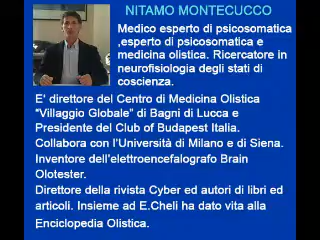 NITAMO MONTECUCCO
Medico esperto di psicosomatica
,esperto di psicosomatica e
medicina olistica. Ricercatore in
neurofisiologia degli stati di
coscienza.
E' direttore del Centro di Medicina Olistica
“Villaggio Globale” di Bagni di Lucca e
Presidente del Club of Budapest Italia.
Collabora con l'Università di Milano e di Siena.
Inventore dell'elettroencefalografo Brain
Olotester.
Direttore della rivista Cyber ed autori di libri ed
articoli. Insieme ad E.Cheli ha dato vita alla
Enciclopedia Olistica.